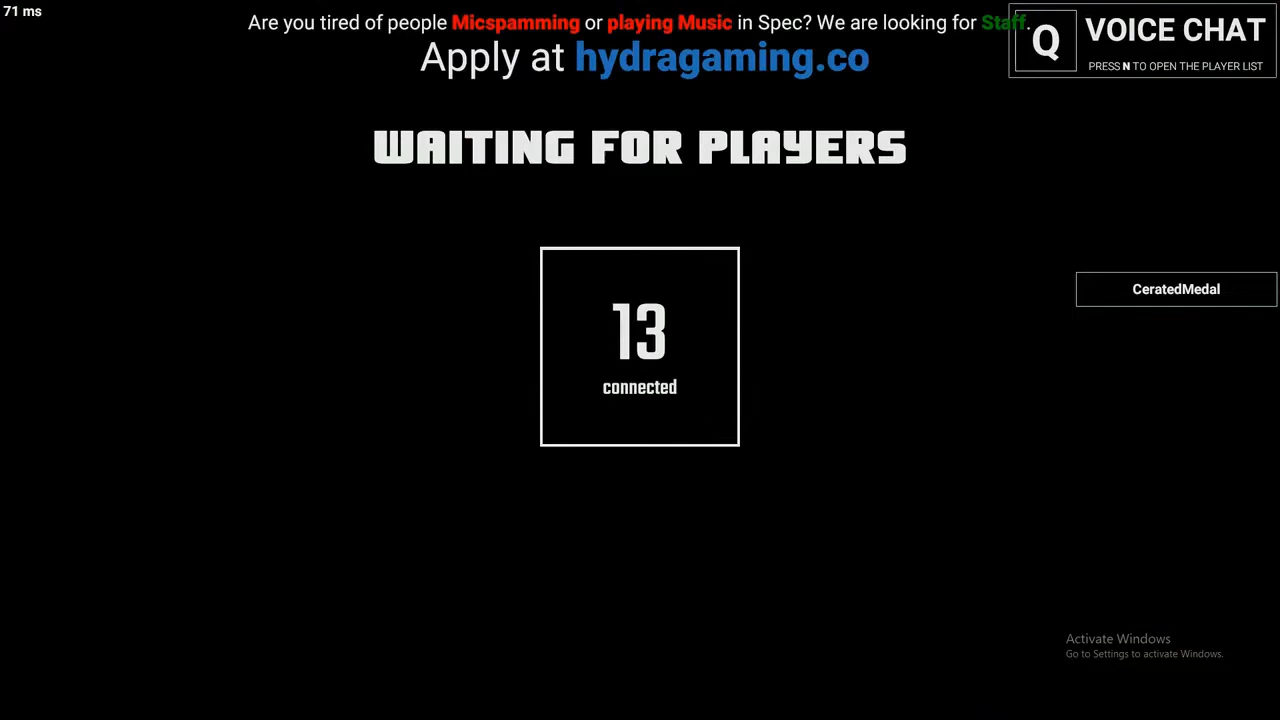 71 ms
Are you tired of people Micspamming or playing Music in Spec? We are looking for Staff.
Apply at hydragaming.co
Q
VOICE CHAT
PRESS N TO OPEN THE PLAYER LIST
WAITING FOR PLAYERS
13
connected
CeratedMedal
Activate Windows
Go to Settings to activate Windows.